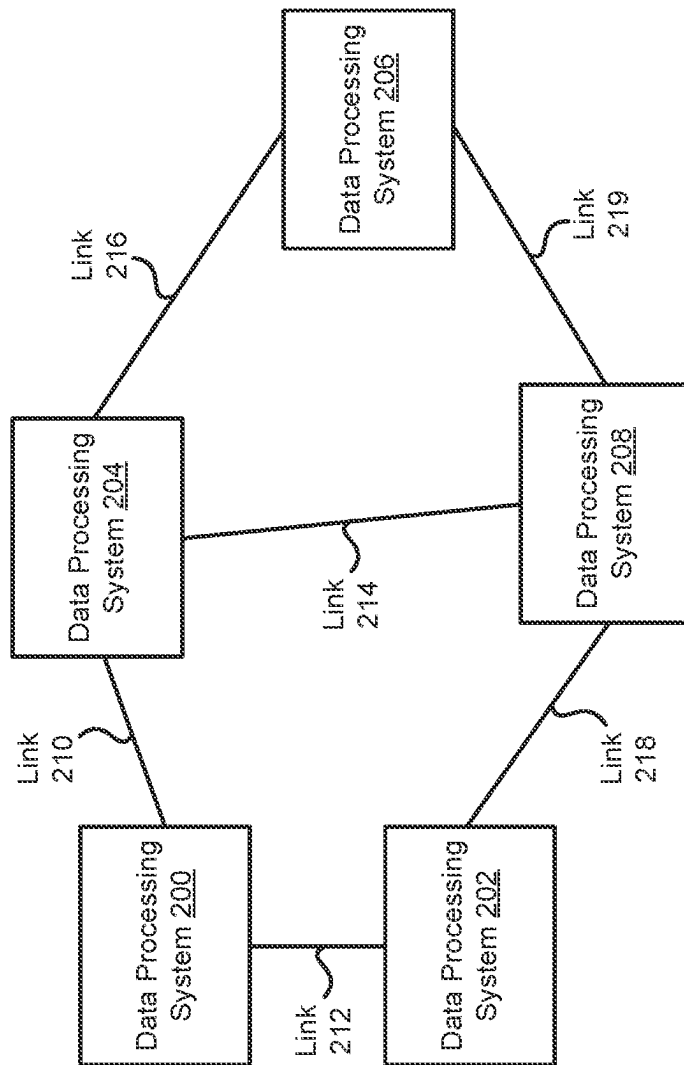 Data Processing
System 200
Link
210
Data Processing
System 204
Link
216
Data Processing
System 206
Link
212
Link
214
Data Processing
System 202
Link
218
Data Processing
System 208
Link
219